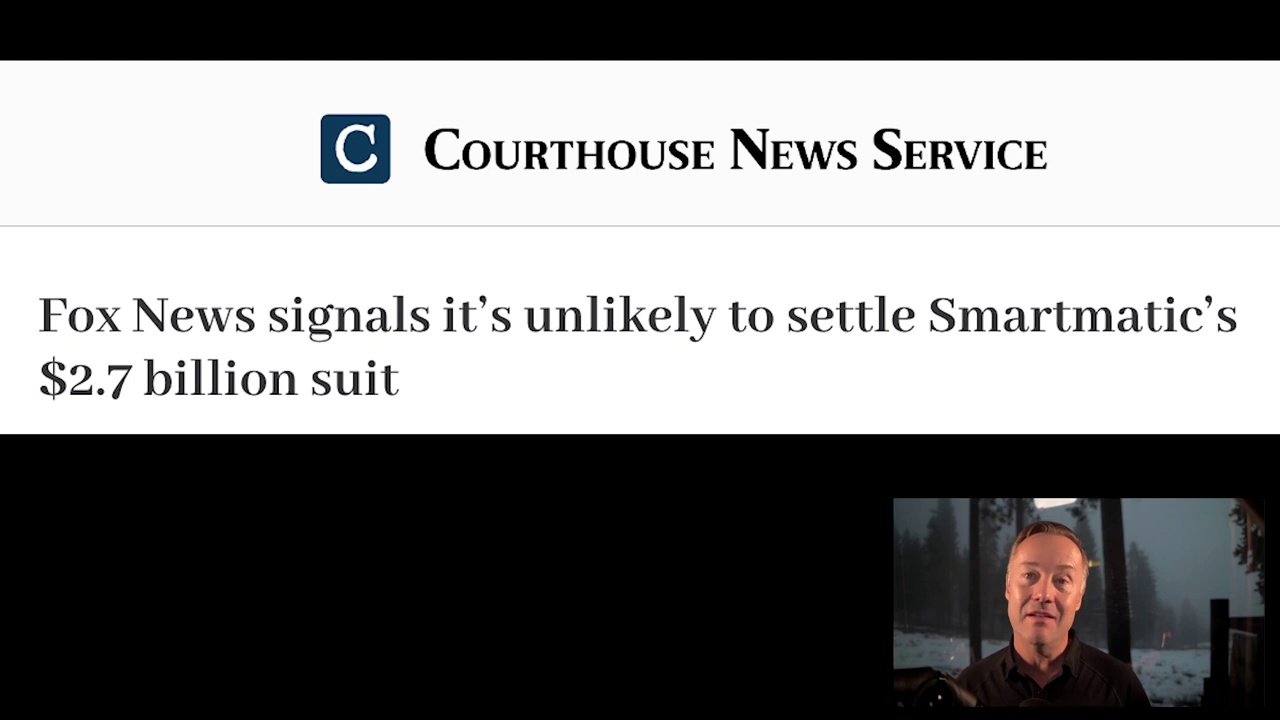 C COURTHOUSE NEWS SERVICE
Fox News signals it’s unlikely to settle Smartmatic’s
$2.7 billion suit